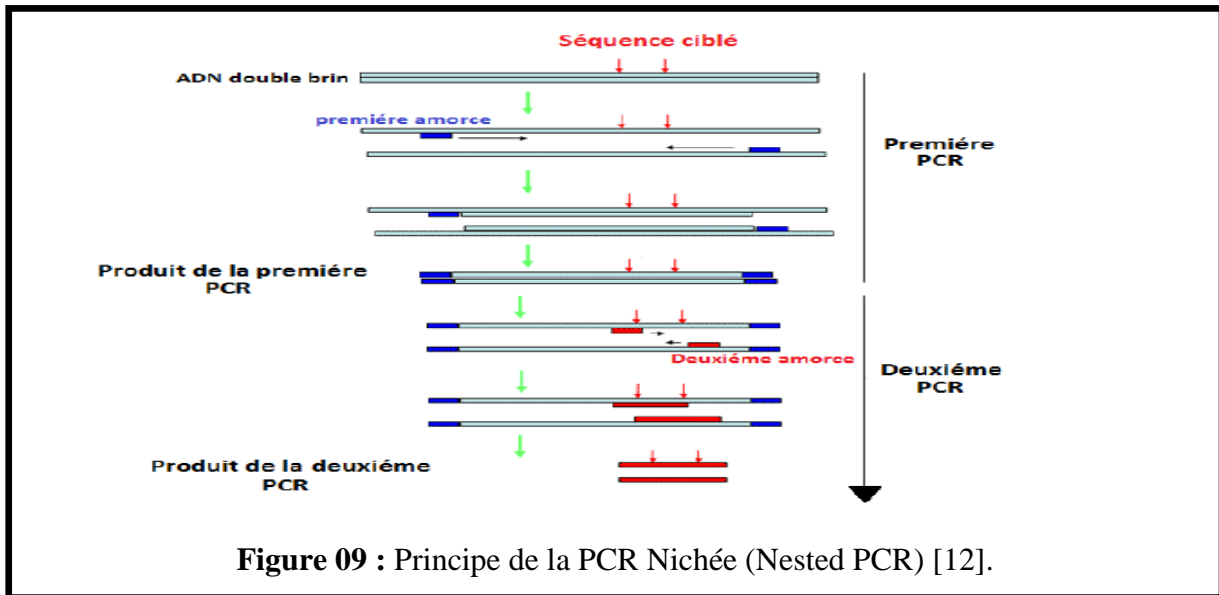 Séquence ciblé
ADN double brin
premiére amorce
Premiére
PCR
Produit de la premiére
PCR
Deuxiéme amorce
Deuxiéme
PCR
Produit de la deuxiéme
PCR
Figure 09 : Principe de la PCR Nichée (Nested PCR) [12].